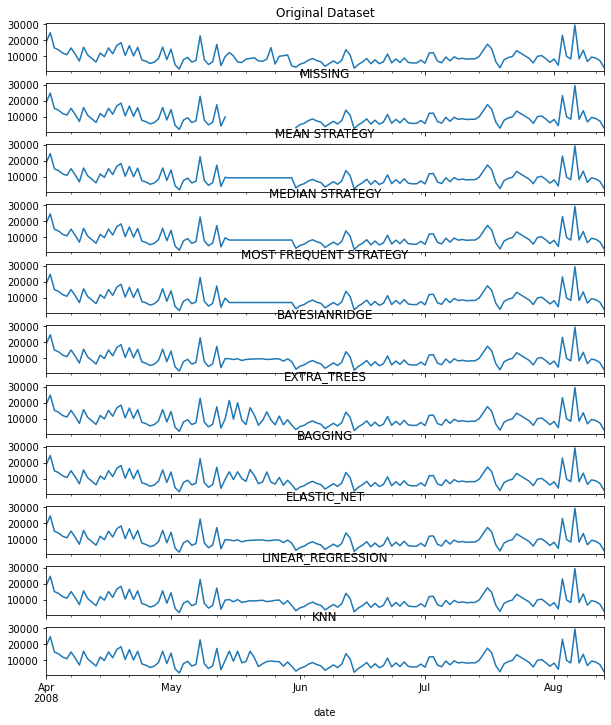 Original Dataset
30000
20000
10000
MISSING
30000
20000
10000
MEAN STRATEGY
30000
20000
10000
MEDIAN STRATEGY
30000
20000
10000
MOST FREQUENT STRATEGY
30000
20000
10000
BAYESIANRIDGE
30000
20000
10000
EXTRA_TREES
30000
20000
10000
BAGGING
30000
20000
10000
ELASTIC_NET
30000
20000
10000
LINEAR_REGRESSION
30000
20000
10000
KNN
30000
20000
10000
Apr May Jun Jul Aug
2008
date